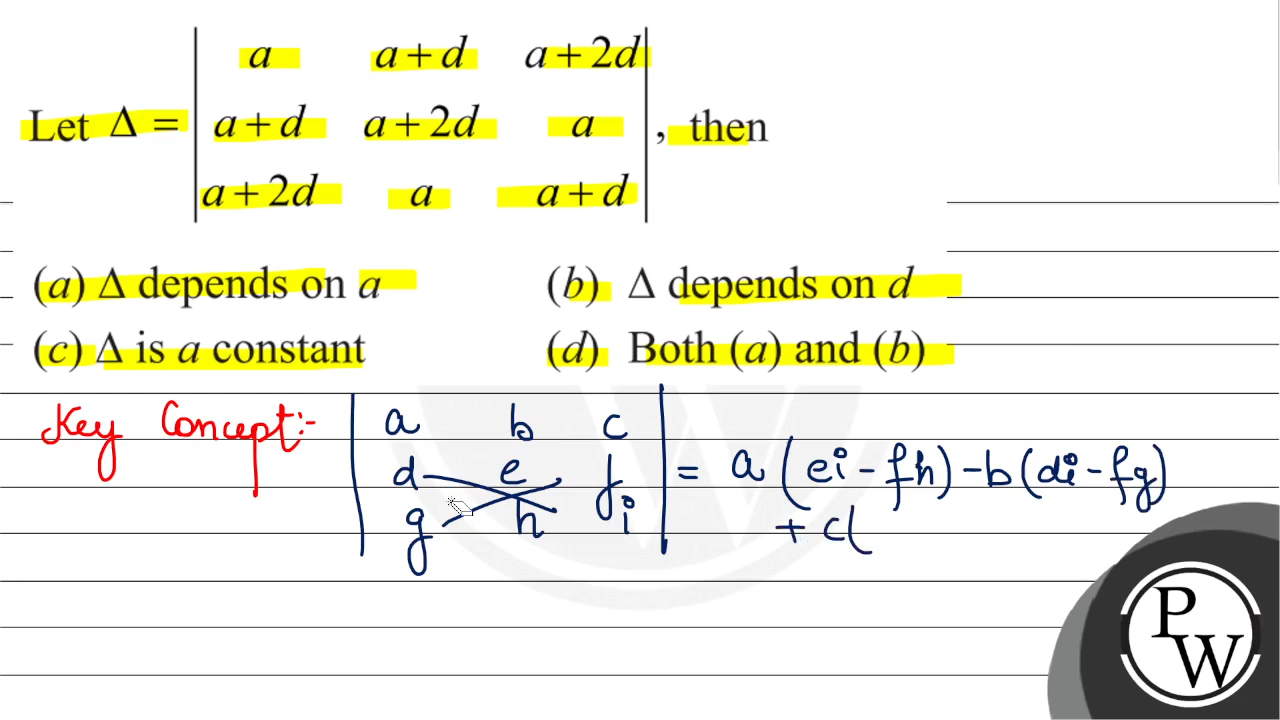 a a + d a + 2d
Let Δ = a + d a + 2d a , then
a + 2d a a + d
(a) Δ depends on a (b) Δ depends on d
(c) Δ is a constant (d) Both (a) and (b)
Key Concept:- a b c
d e f = a (ei - fh) - b(di - fg)
g h i + c(
P
W